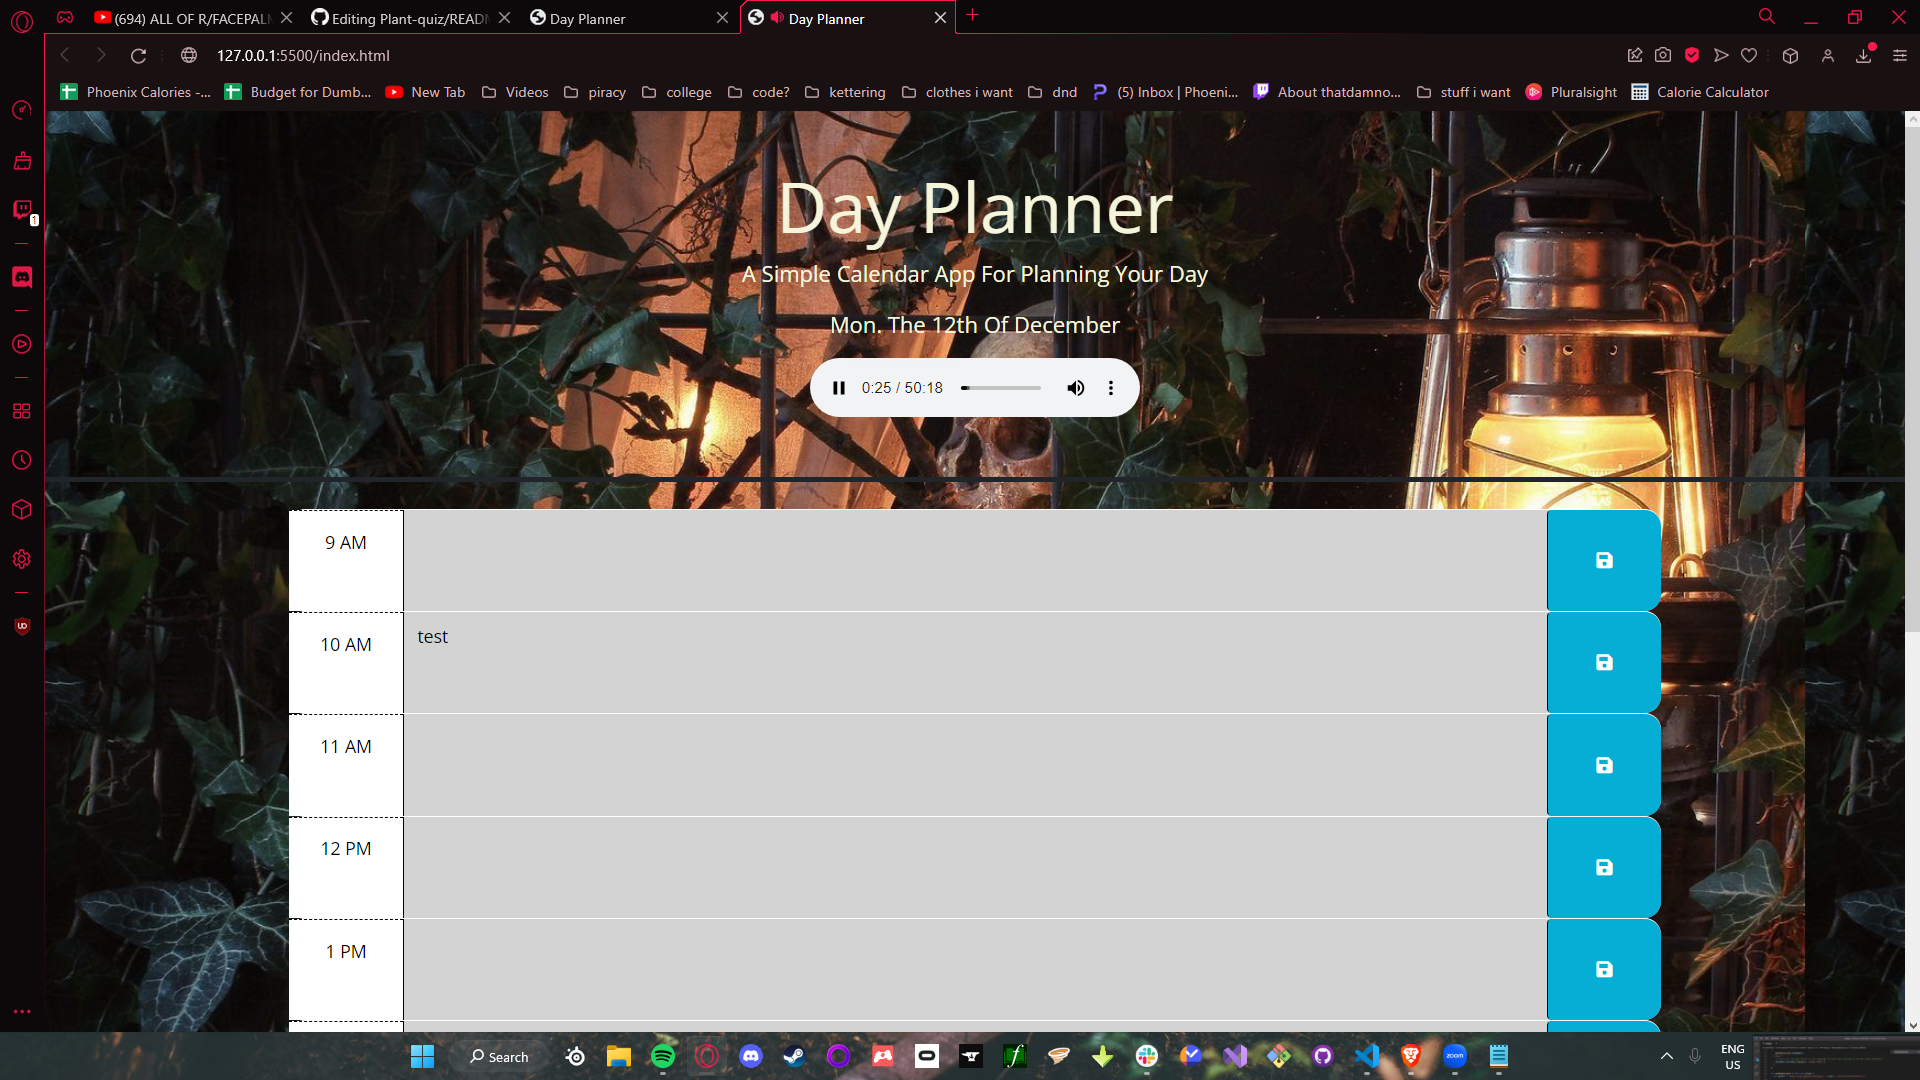 (694) ALL OF R/FACEPAL
Editing Plant-quiz/READ
Day Planner
Day Planner
127.0.0.1:5500/index.html
Phoenix Calories -...
Budget for Dumb...
New Tab
Videos
piracy
college
code?
kettering
clothes i want
dnd
(5) Inbox | Phoeni...
About thatdamno...
stuff i want
Pluralsight
Calorie Calculator
1
Day Planner
A Simple Calendar App For Planning Your Day
Mon. The 12th Of December
0:25 / 50:18
9 AM
10 AM
test
11 AM
12 PM
1 PM
Search
zoom
ENG
US